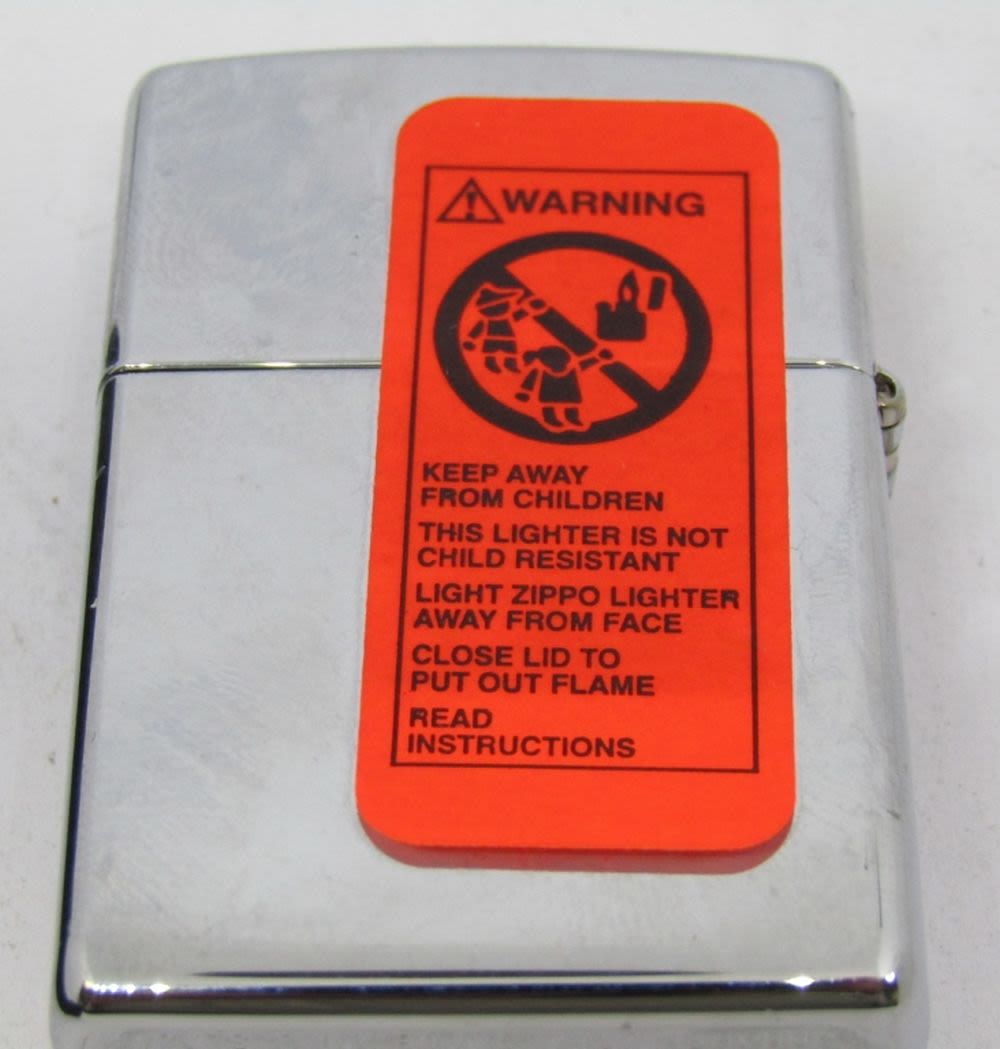 WARNING
KEEP AWAY
FROM CHILDREN
THIS LIGHTER IS NOT
CHILD RESISTANT
LIGHT ZIPPO LIGHTER
AWAY FROM FACE
CLOSE LID TO
PUT OUT FLAME
READ
INSTRUCTIONS